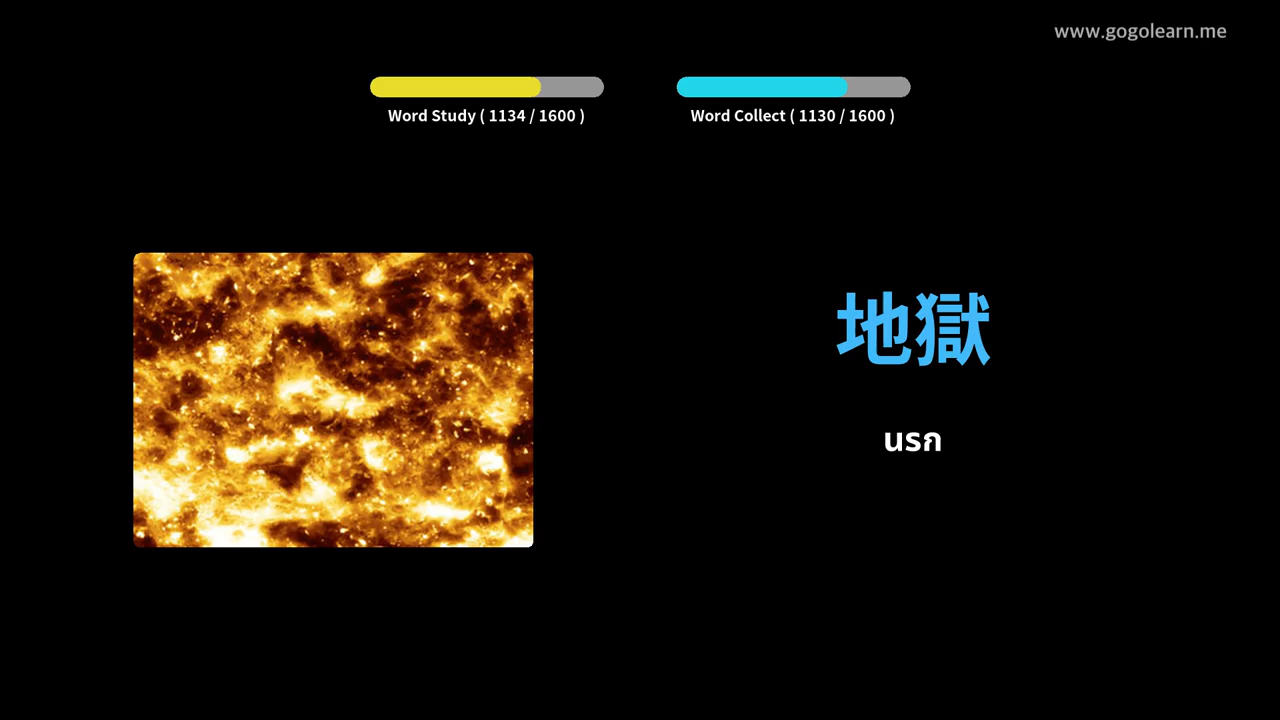 www.gogolearn.me
Word Study ( 1134 / 1600 )
Word Collect ( 1130 / 1600 )
地獄
นรก